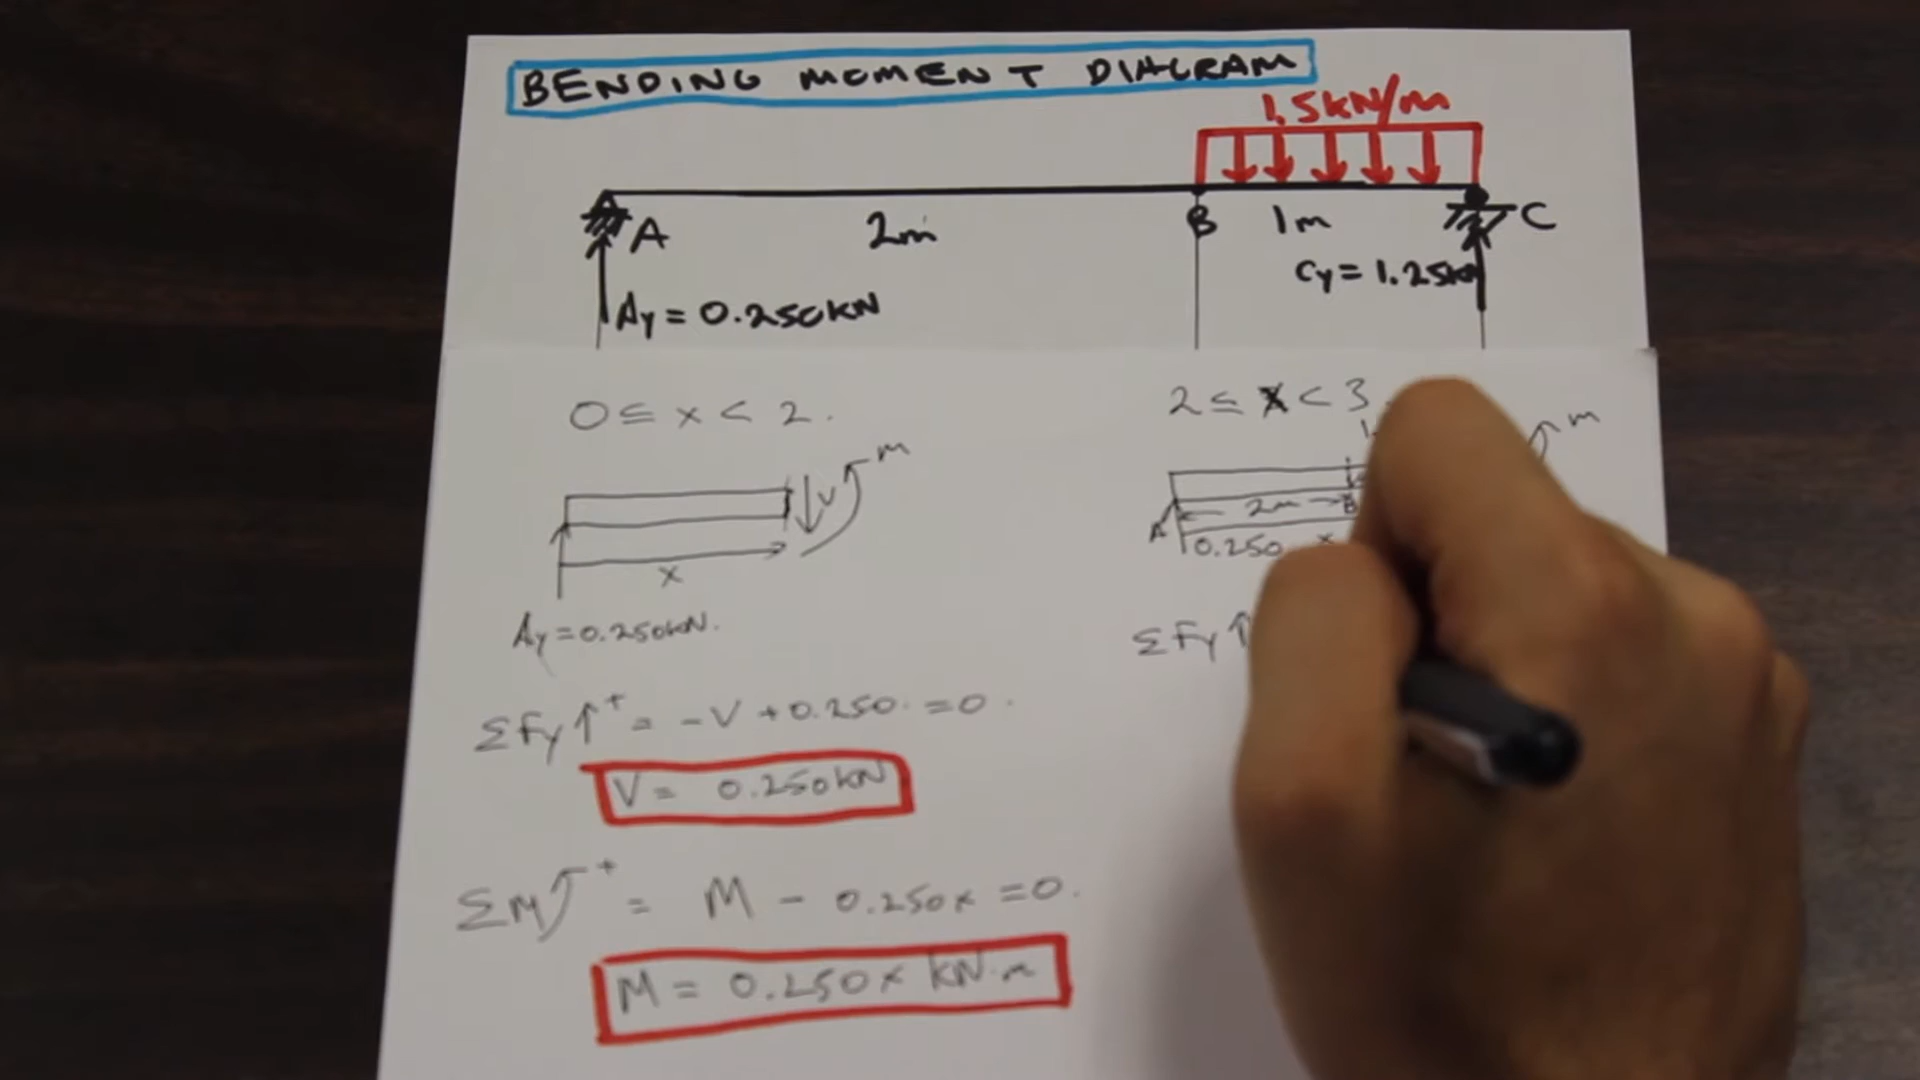 BENDING MOMENT DIAGRAM
1.5kN/m
A 2m B 1m C
Ay = 0.250kN
Cy = 1.25kN
0 ≤ x < 2.
V M
x
Ay = 0.250kN.
ΣFy↑+ = -V + 0.250 = 0.
V = 0.250kN
ΣM+ = M - 0.250x = 0.
M = 0.250x kN·m
2 ≤ x < 3
M
A 2m B
0.250 x
ΣFy↑